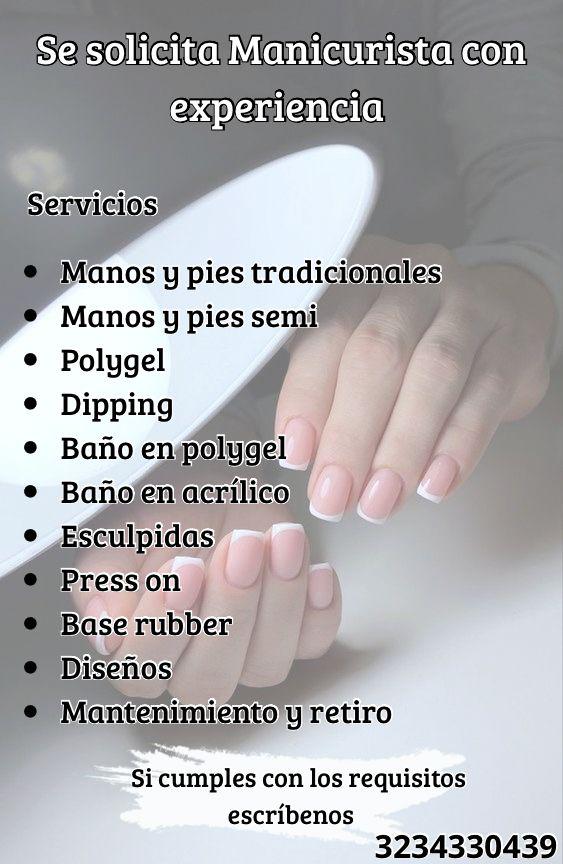 Se solicita Manicurista con
experiencia
Servicios
• Manos y pies tradicionales
• Manos y pies semi
• Polygel
• Dipping
• Baño en polygel
• Baño en acrílico
• Esculpidas
• Press on
• Base rubber
• Diseños
• Mantenimiento y retiro
Si cumples con los requisitos
escríbenos
3234330439